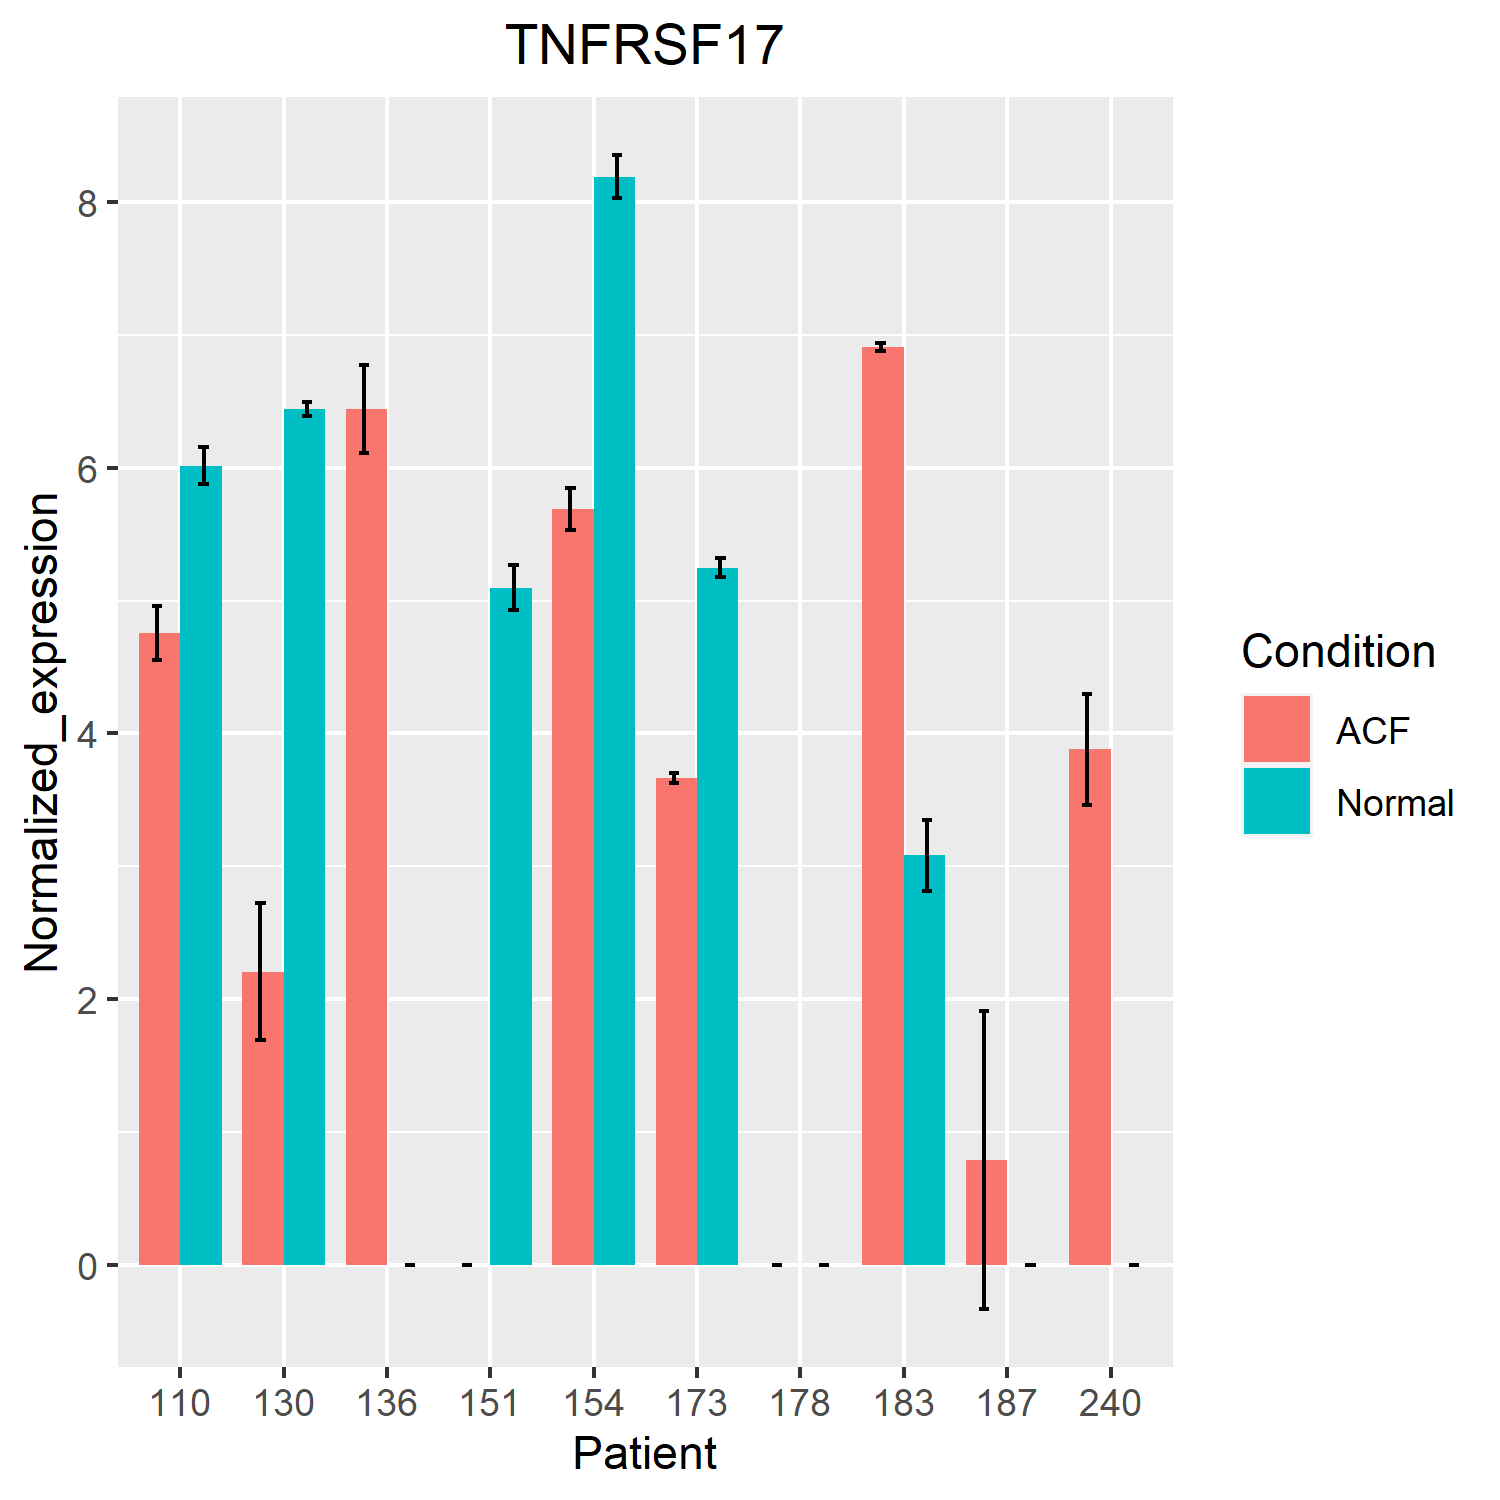 TNFRSF17
Normalized_expression
8
6
4
2
0
110 130 136 151 154 173 178 183 187 240
Patient
Condition
ACF
Normal